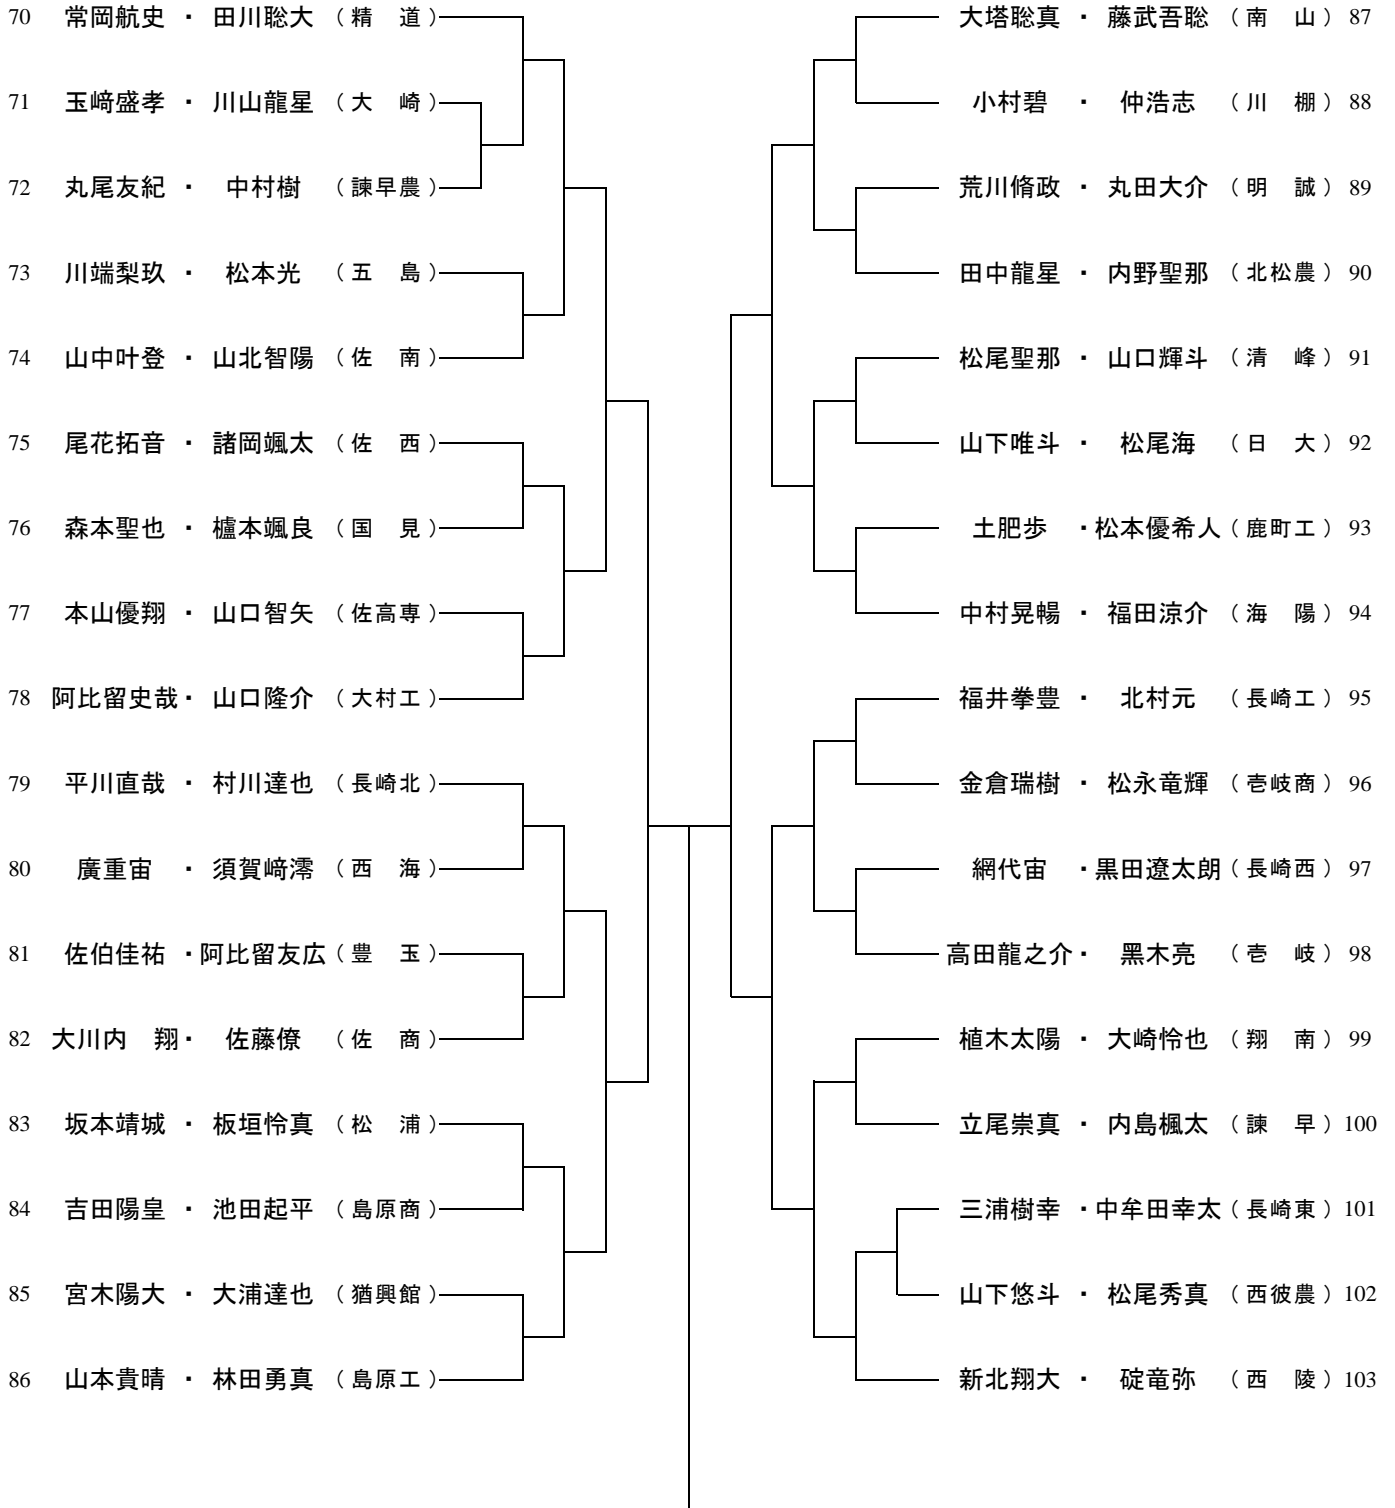 70 常岡航史 ・ 田川聡大 （精　道）
71 玉﨑盛孝 ・ 川山龍星 （大　崎）
72 丸尾友紀 ・ 中村樹 （諫早農）
73 川端梨玖 ・ 松本光 （五　島）
74 山中叶登 ・ 山北智陽 （佐　南）
75 尾花拓音 ・ 諸岡颯太 （佐　西）
76 森本聖也 ・ 櫨本颯良 （国　見）
77 本山優翔 ・ 山口智矢 （佐高専）
78 阿比留史哉 ・ 山口隆介 （大村工）
79 平川直哉 ・ 村川達也 （長崎北）
80 廣重宙 ・ 須賀﨑澪 （西　海）
81 佐伯佳祐 ・ 阿比留友広 （豊　玉）
82 大川内　翔 ・ 佐藤僚 （佐　商）
83 坂本靖城 ・ 板垣怜真 （松　浦）
84 吉田陽皇 ・ 池田起平 （島原商）
85 宮木陽大 ・ 大浦達也 （猶興館）
86 山本貴晴 ・ 林田勇真 （島原工）
大塔聡真 ・ 藤武吾聡 （南　山） 87
小村碧 ・ 仲浩志 （川　棚） 88
荒川脩政 ・ 丸田大介 （明　誠） 89
田中龍星 ・ 内野聖那 （北松農） 90
松尾聖那 ・ 山口輝斗 （清　峰） 91
山下唯斗 ・ 松尾海 （日　大） 92
土肥歩 ・ 松本優希人 （鹿町工） 93
中村晃暢 ・ 福田涼介 （海　陽） 94
福井拳豊 ・ 北村元 （長崎工） 95
金倉瑞樹 ・ 松永竜輝 （壱岐商） 96
網代宙 ・ 黒田遼太朗 （長崎西） 97
高田龍之介 ・ 黑木亮 （壱　岐） 98
植木太陽 ・ 大崎怜也 （翔　南） 99
立尾崇真 ・ 内島楓太 （諫　早） 100
三浦樹幸 ・ 中牟田幸太 （長崎東） 101
山下悠斗 ・ 松尾秀真 （西彼農） 102
新北翔大 ・ 碇竜弥 （西　陵） 103